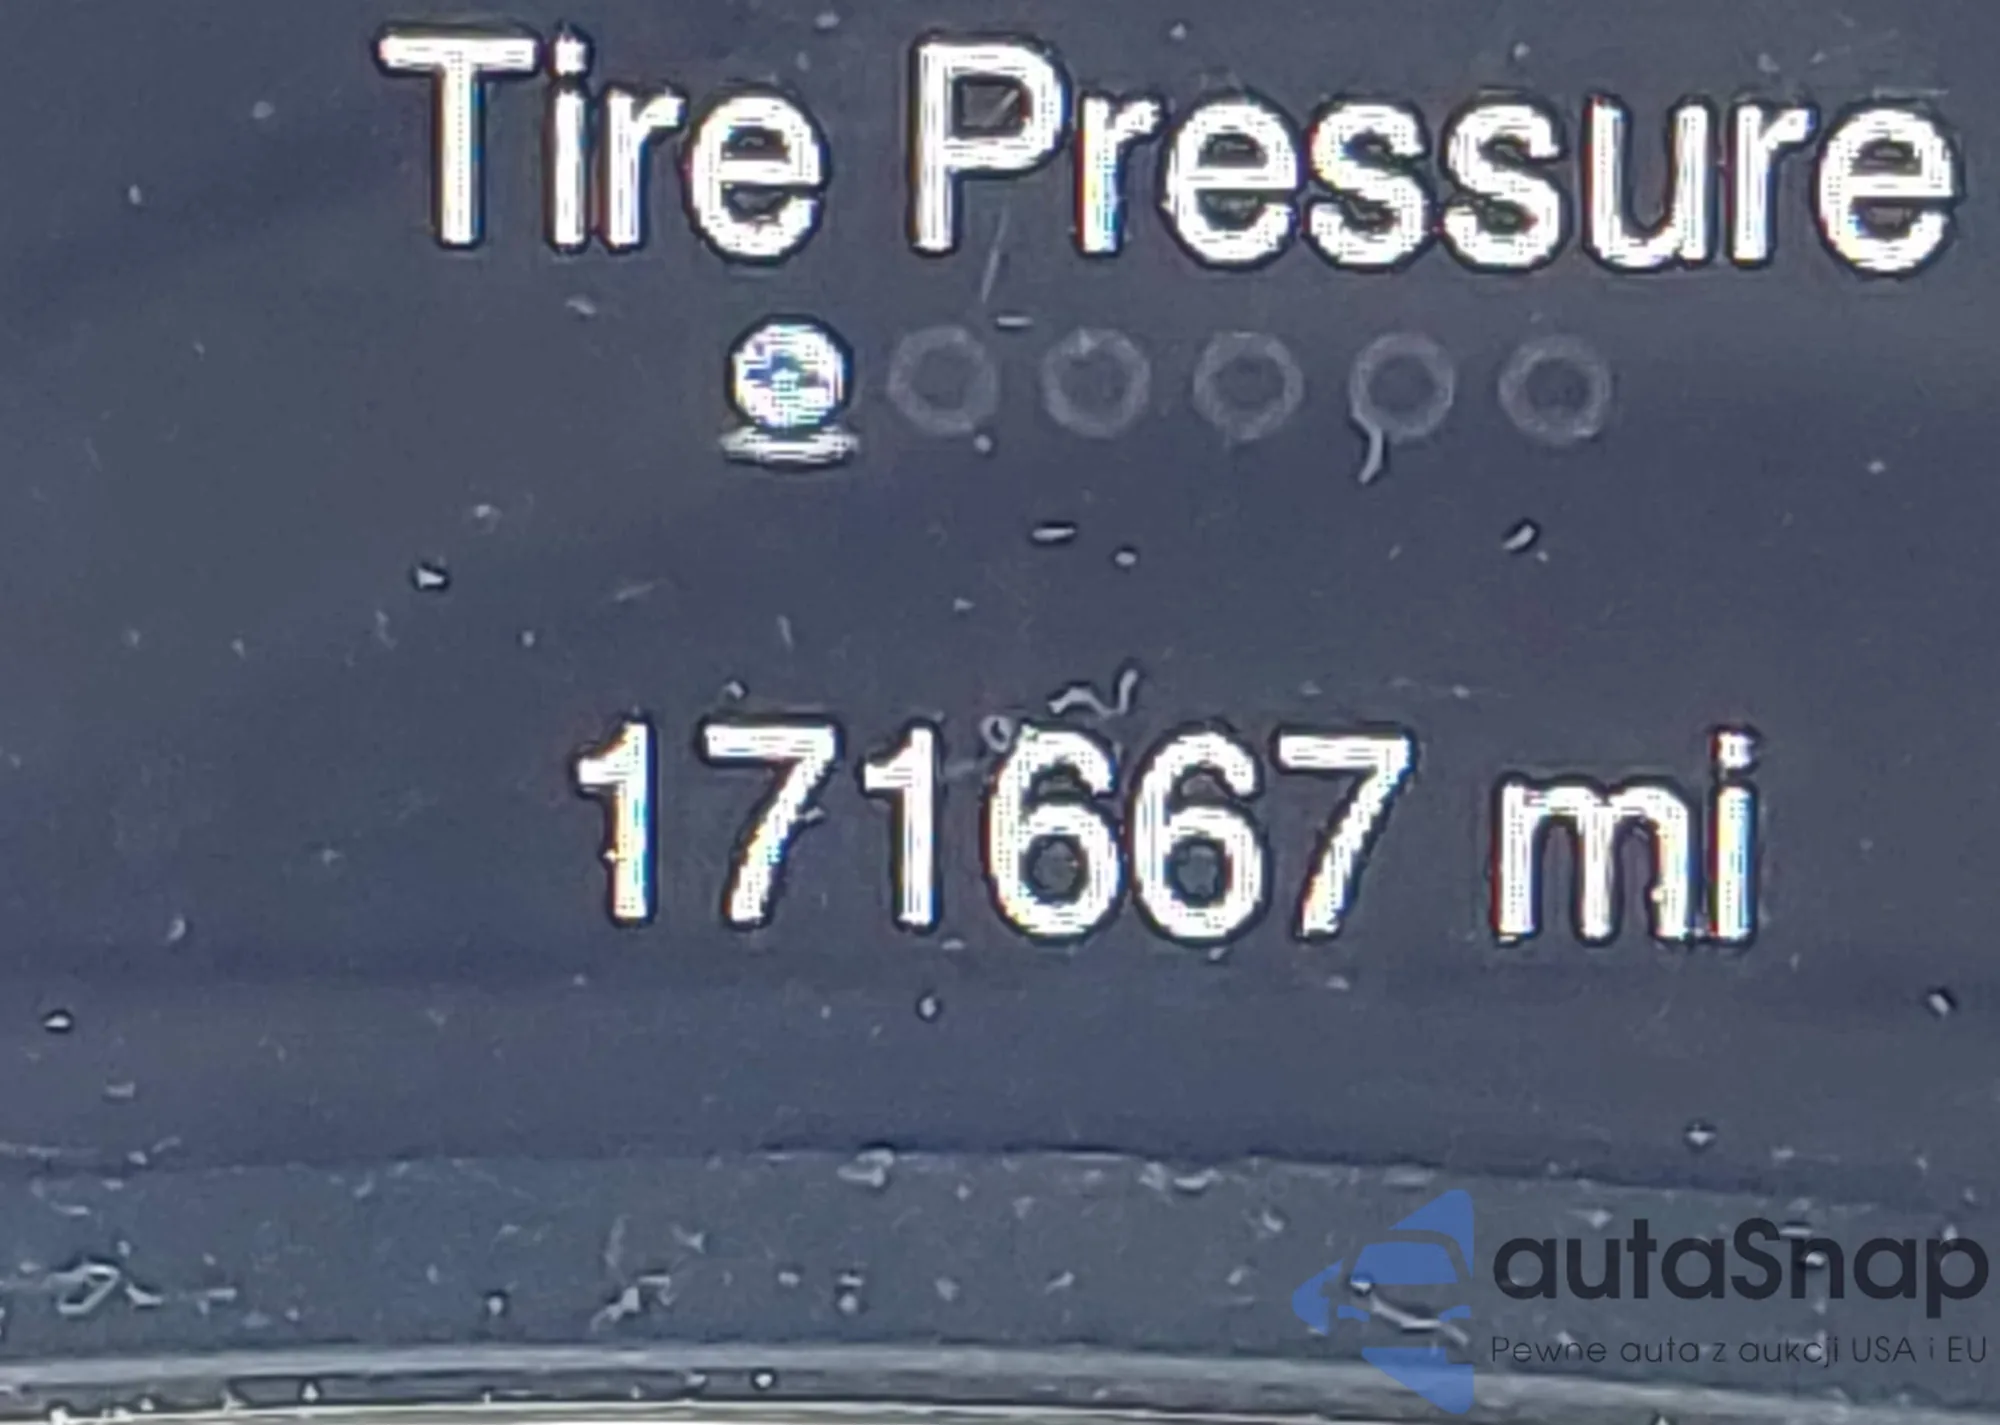 Tire Pressure
171667 mi
autaSnap
Pewne auta z aukcji USA i EU